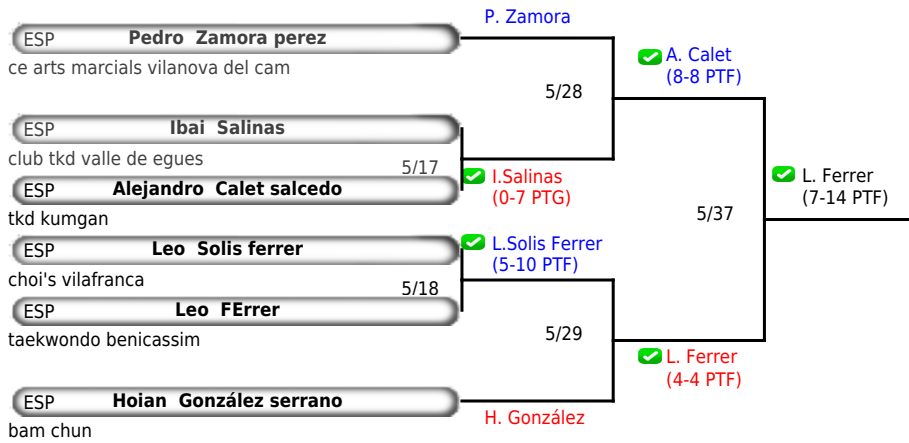 P. Zamora
ESP Pedro Zamora perez
ce arts marcials vilanova del cam
A. Calet
(8-8 PTF)
5/28
ESP Ibai Salinas
club tkd valle de egues
5/17
I.Salinas
(0-7 PTG)
ESP Alejandro Calet salcedo
tkd kumgan
L. Ferrer
(7-14 PTF)
5/37
ESP Leo Solis ferrer
choi's vilafranca
L.Solis Ferrer
(5-10 PTF)
5/18
ESP Leo FErrer
taekwondo benicassim
5/29
L. Ferrer
(4-4 PTF)
ESP Hoian González serrano
bam chun
H. González